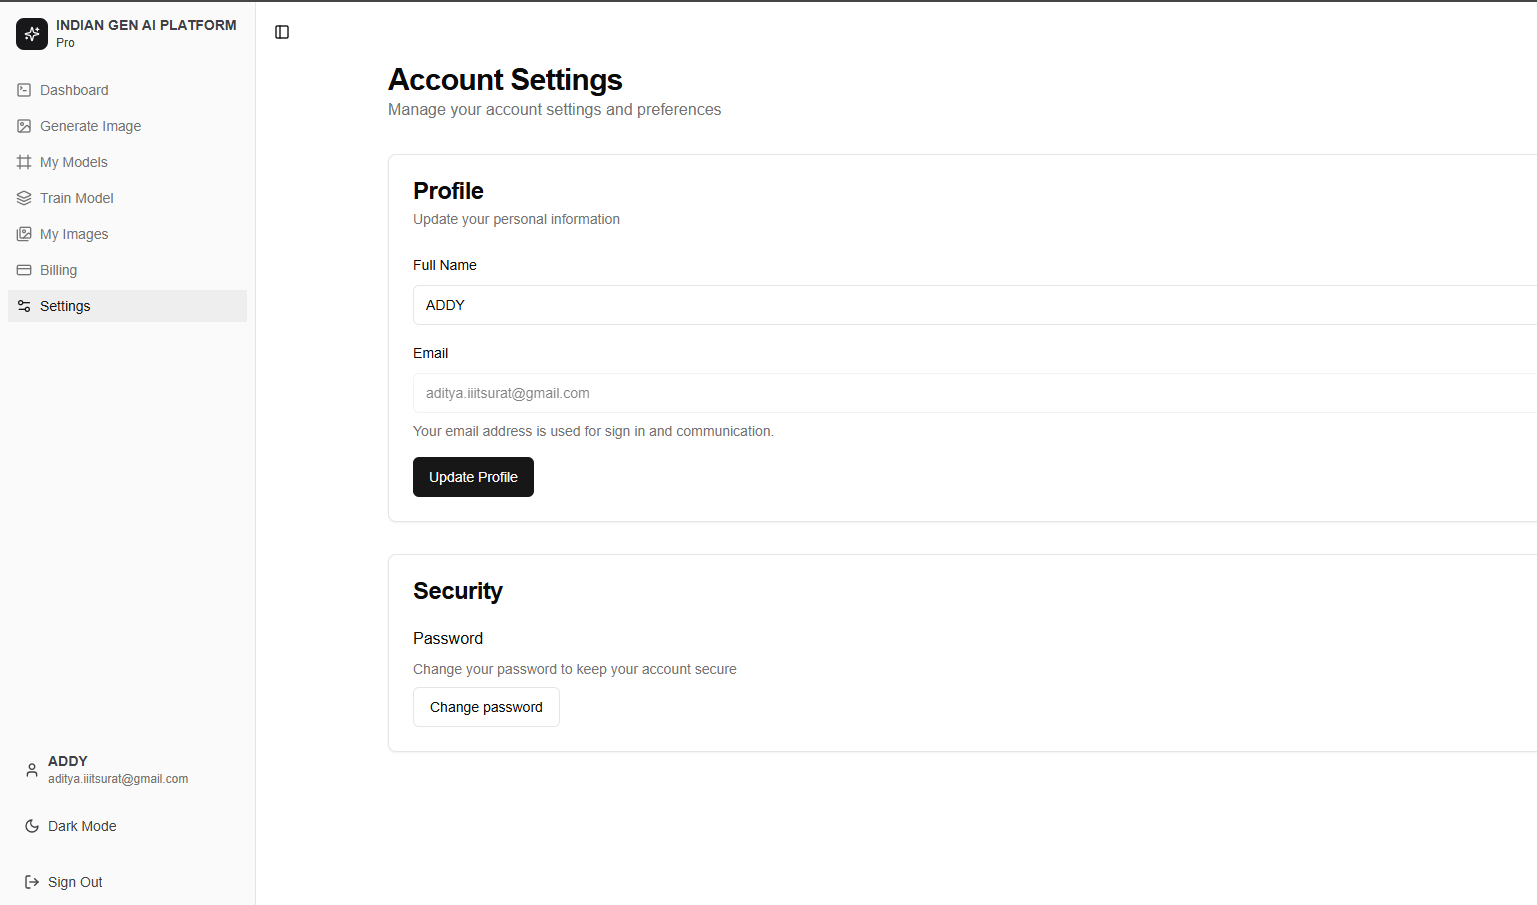 INDIAN GEN AI PLATFORM
Pro
Dashboard
Generate Image
My Models
Train Model
My Images
Billing
Settings
ADDY
aditya.iiitsurat@gmail.com
Dark Mode
Sign Out
Account Settings
Manage your account settings and preferences
Profile
Update your personal information
Full Name
ADDY
Email
aditya.iiitsurat@gmail.com
Your email address is used for sign in and communication.
Update Profile
Security
Password
Change your password to keep your account secure
Change password